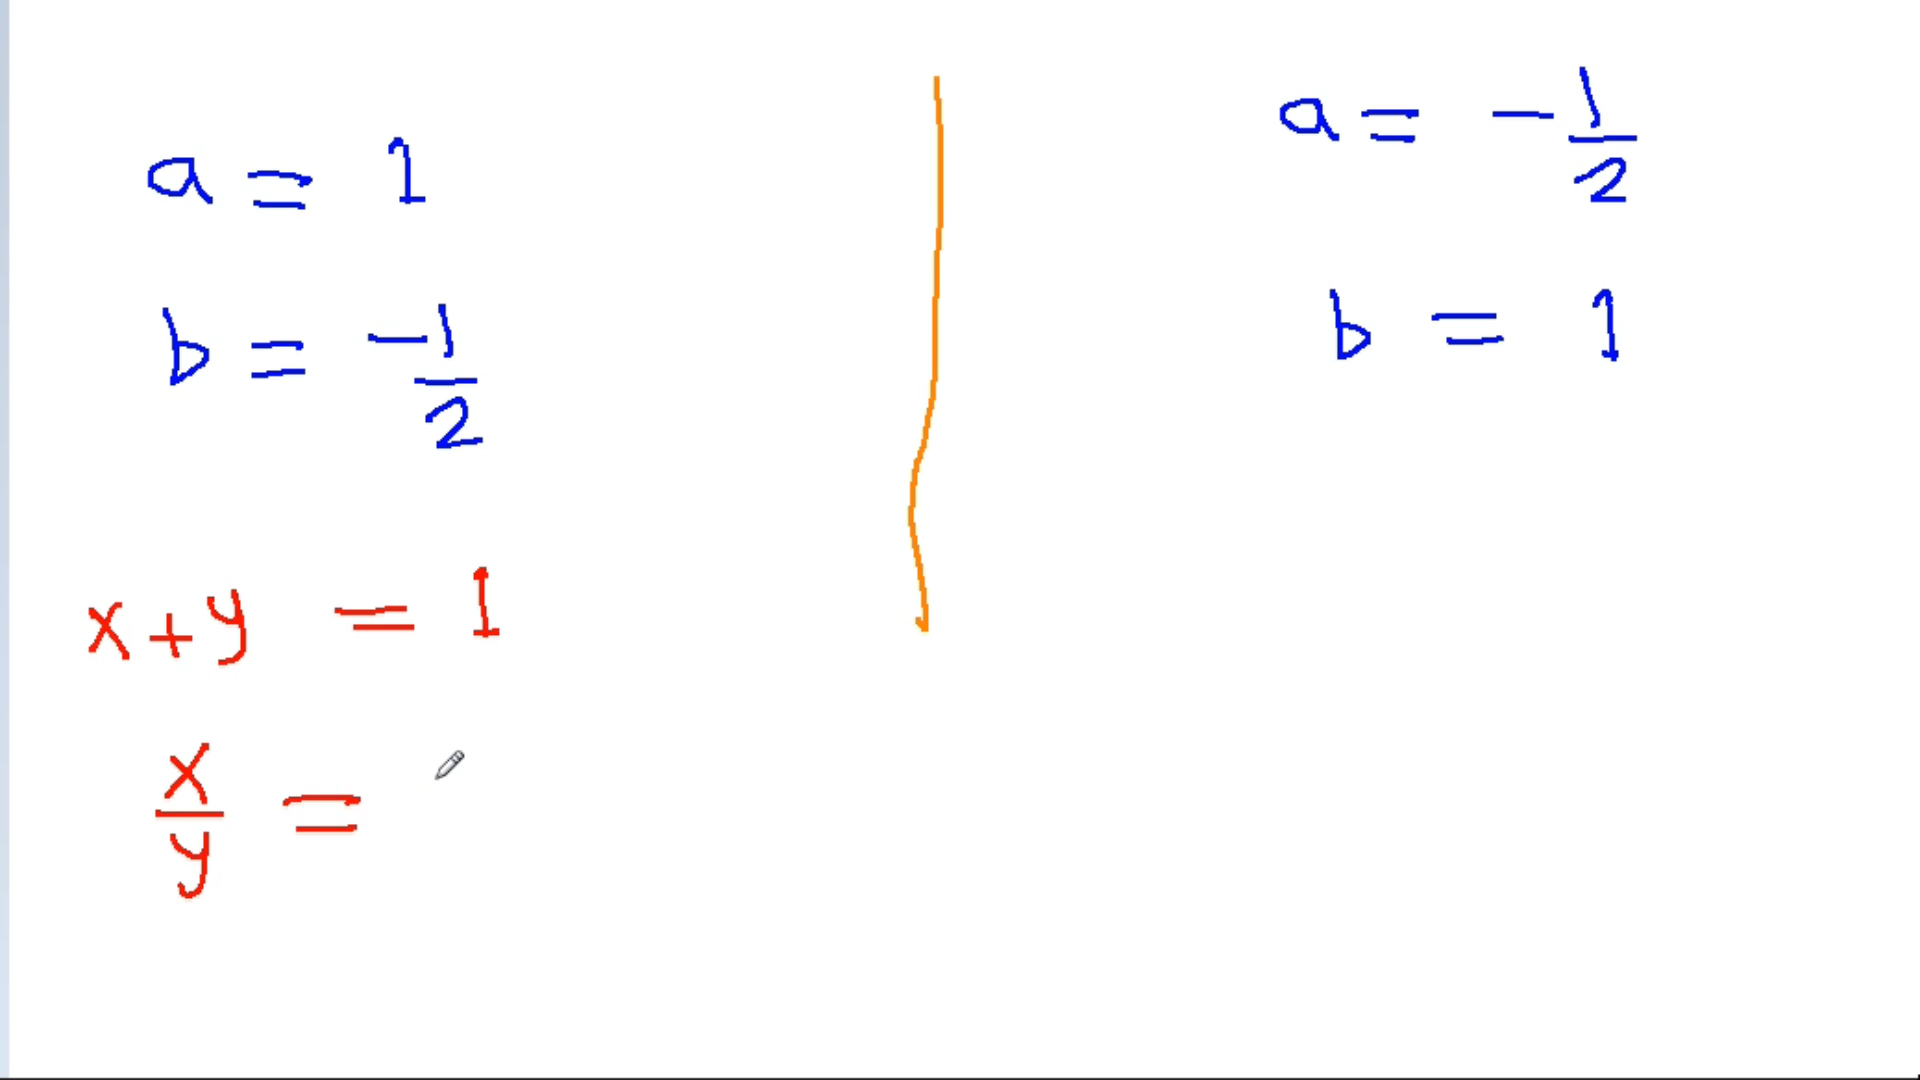 a = 1
b = -1/2
x+y = 1
x/y =
a = -1/2
b = 1